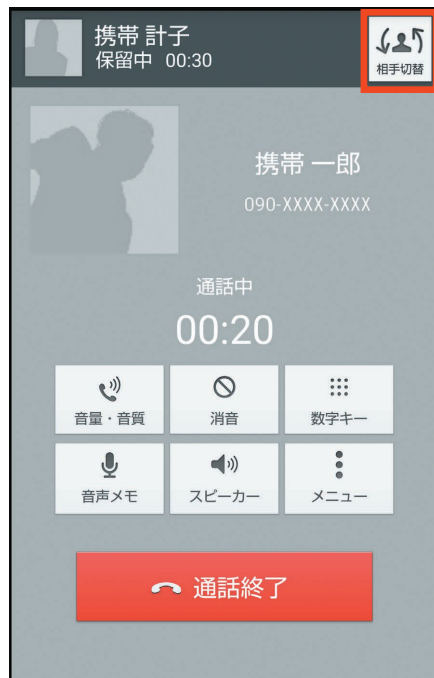 携帯 計子
保留中 00:30
相手切替
携帯 一郎
090-XXXX-XXXX
通話中
00:20
音量・音質 消音 数字キー
音声メモ スピーカー メニュー
通話終了